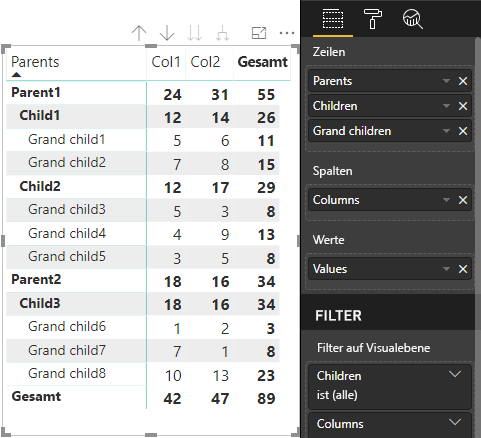 Parents Col1 Col2 Gesamt
Parent1 24 31 55
Child1 12 14 26
Grand child1 5 6 11
Grand child2 7 8 15
Child2 12 17 29
Grand child3 5 3 8
Grand child4 4 9 13
Grand child5 3 5 8
Parent2 18 16 34
Child3 18 16 34
Grand child6 1 2 3
Grand child7 7 1 8
Grand child8 10 13 23
Gesamt 42 47 89
Zeilen
Parents
Children
Grand children
Spalten
Columns
Werte
Values
FILTER
Filter auf Visualebene
Children
ist (alle)
Columns